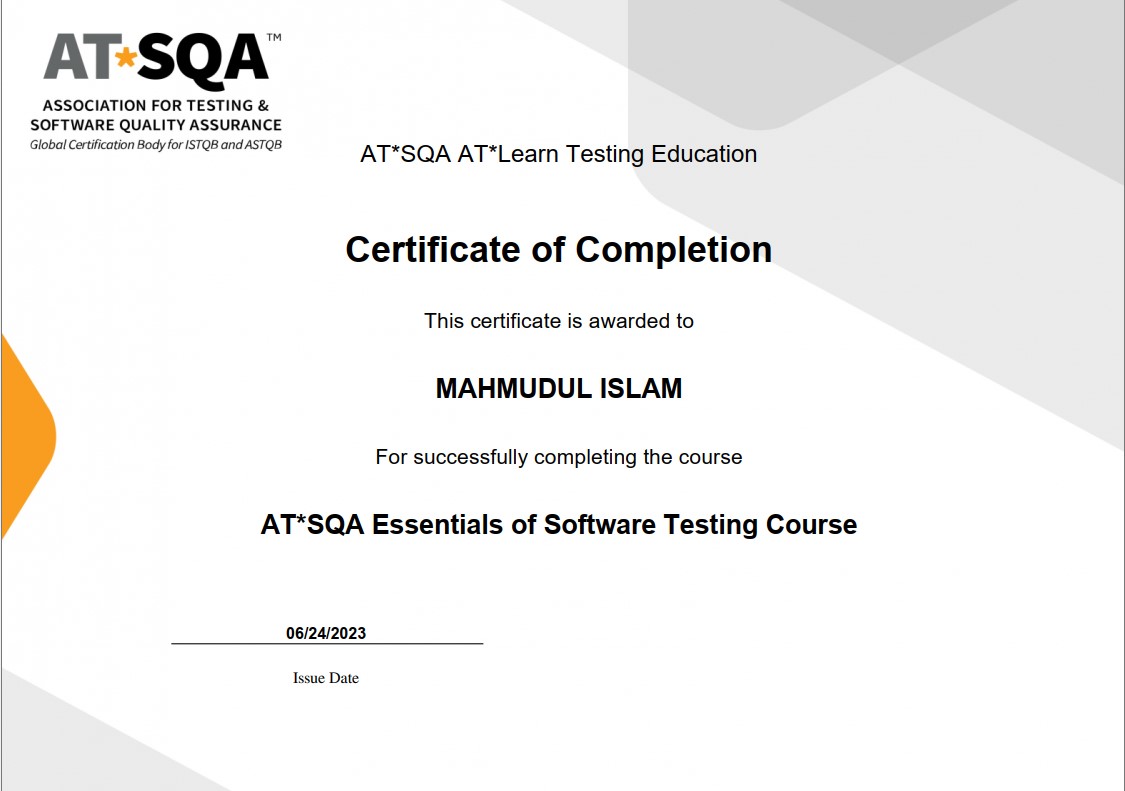 AT*SQA™
ASSOCIATION FOR TESTING &
SOFTWARE QUALITY ASSURANCE
Global Certification Body for ISTQB and ASTQB
AT*SQA AT*Learn Testing Education
Certificate of Completion
This certificate is awarded to
MAHMUDUL ISLAM
For successfully completing the course
AT*SQA Essentials of Software Testing Course
06/24/2023
Issue Date